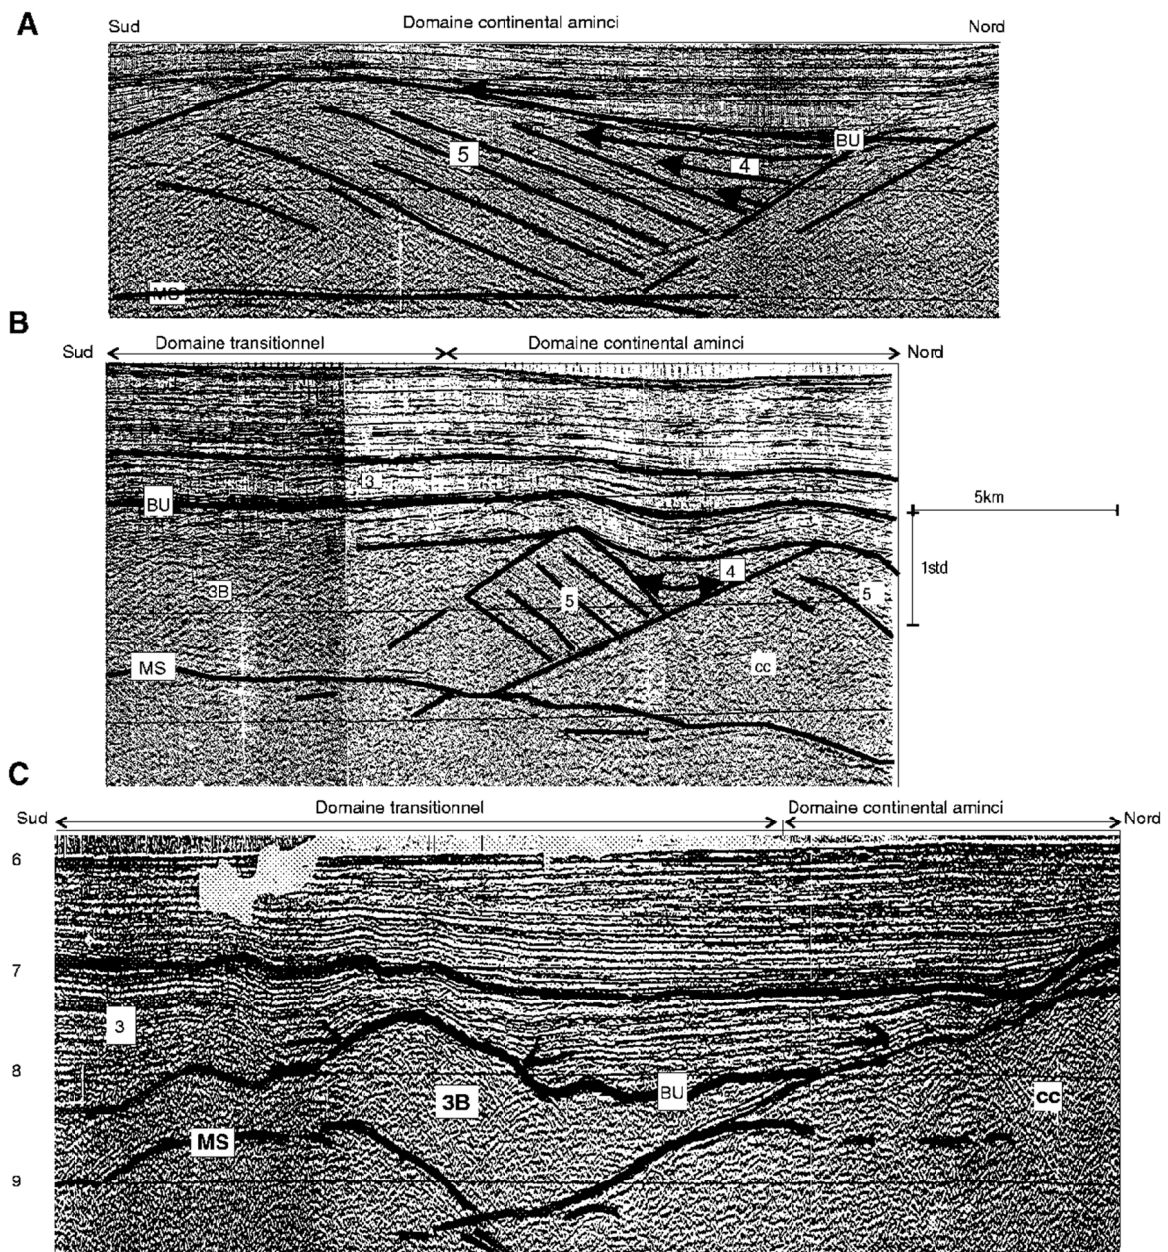 A
Sud
Domaine continental aminci
Nord
5
4
BU
MS
B
Sud
Domaine transitionnel
Domaine continental aminci
Nord
3
BU
5km
1std
4
5
5
3B
MS
cc
C
Sud
Domaine transitionnel
Domaine continental aminci
Nord
6
7
3
8
3B
BU
cc
MS
9